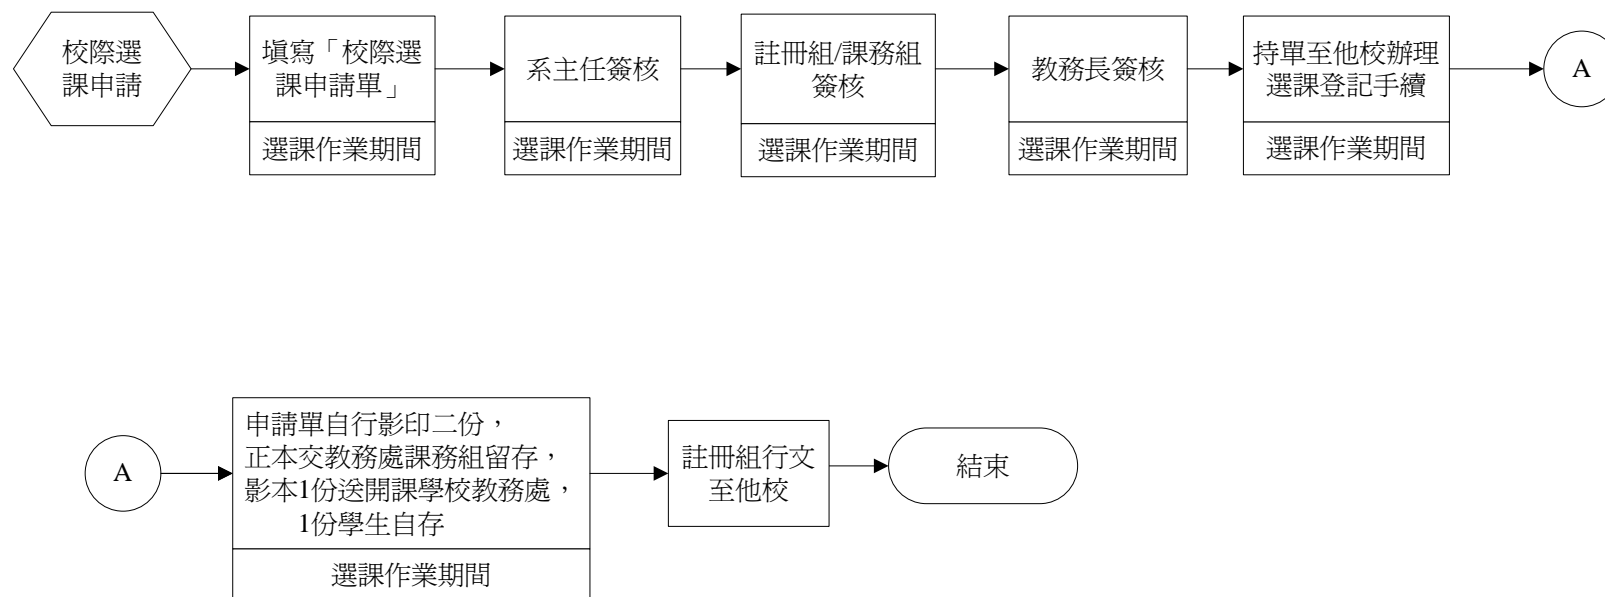 校際選
課申請
填寫「校際選
課申請單」
選課作業期間
系主任簽核
選課作業期間
註冊組/課務組
簽核
選課作業期間
教務長簽核
選課作業期間
持單至他校辦理
選課登記手續
選課作業期間
A
A
申請單自行影印二份，
正本交教務處課務組留存，
影本1份送開課學校教務處，
1份學生自存
選課作業期間
註冊組行文
至他校
結束